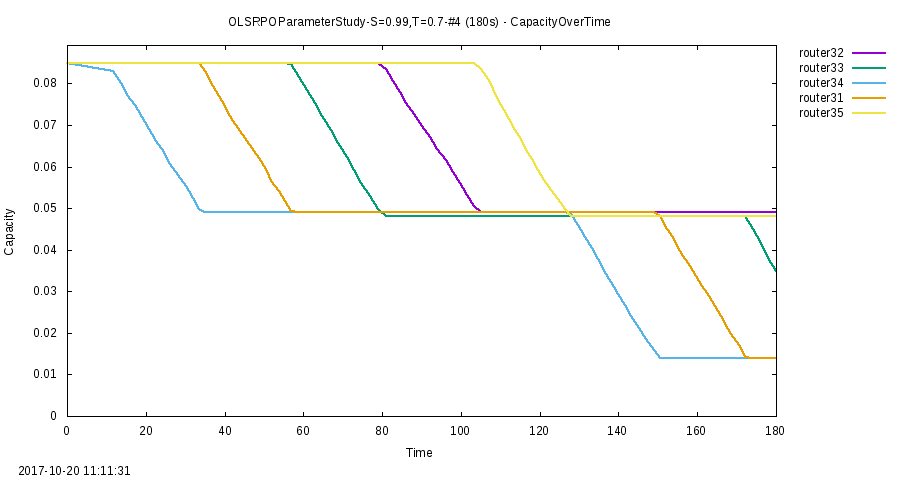 OLSRPOParameterStudy-S=0.99,T=0.7-#4 (180s) - CapacityOverTime
router32
router33
router34
router31
router35
0.08
0.07
0.06
0.05
0.04
0.03
0.02
0.01
0
Capacity
0 20 40 60 80 100 120 140 160 180
Time
2017-10-20 11:11:31